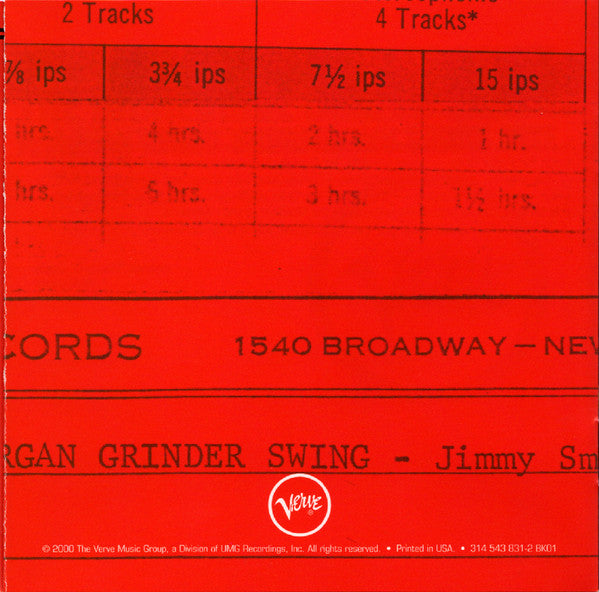 2 Tracks
4 Tracks*
⅞ ips 3¾ ips 7½ ips 15 ips
hrs. 4 hrs. 2 hrs. 1 hr.
hrs. 6 hrs. 3 hrs. 1½ hrs.
CORDS 1540 BROADWAY — NEW
RGAN GRINDER SWING - Jimmy Sm
Verve
®
© 2000 The Verve Music Group, a Division of UMG Recordings, Inc. All rights reserved. • Printed in USA. • 314 543 831-2 BK01